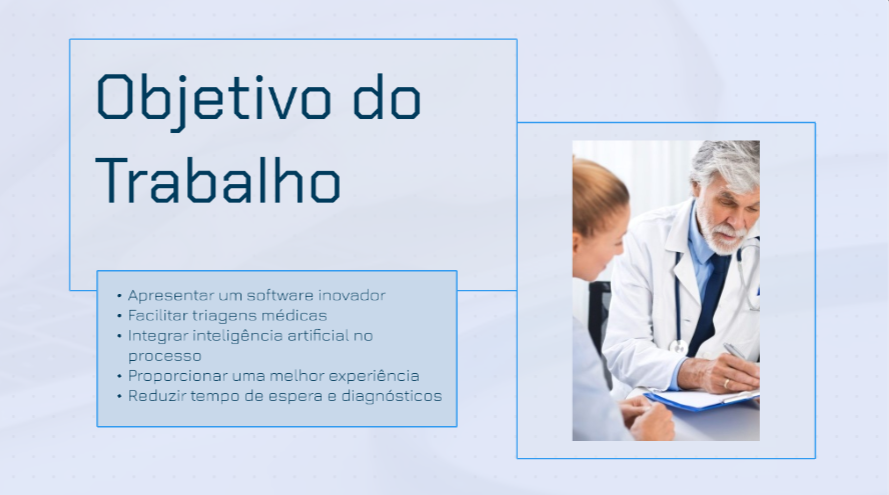 Objetivo do
Trabalho
• Apresentar um software inovador
• Facilitar triagens médicas
• Integrar inteligência artificial no
processo
• Proporcionar uma melhor experiência
• Reduzir tempo de espera e diagnósticos